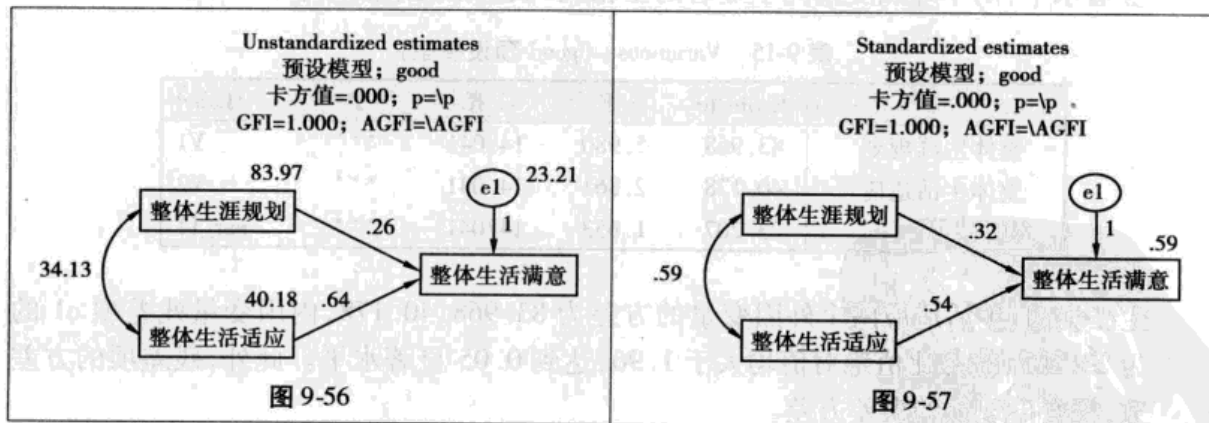 Unstandardized estimates
预设模型；good
卡方值=.000；p=\p
GFI=1.000；AGFI=\AGFI
83.97
e1
23.21
整体生涯规划
.26
1
34.13
整体生活满意
40.18
.64
整体生活适应
图 9-56
Standardized estimates
预设模型；good
卡方值=.000；p=\p
GFI=1.000；AGFI=\AGFI
e1
整体生涯规划
.32
1
.59
.59
整体生活满意
.54
整体生活适应
图 9-57